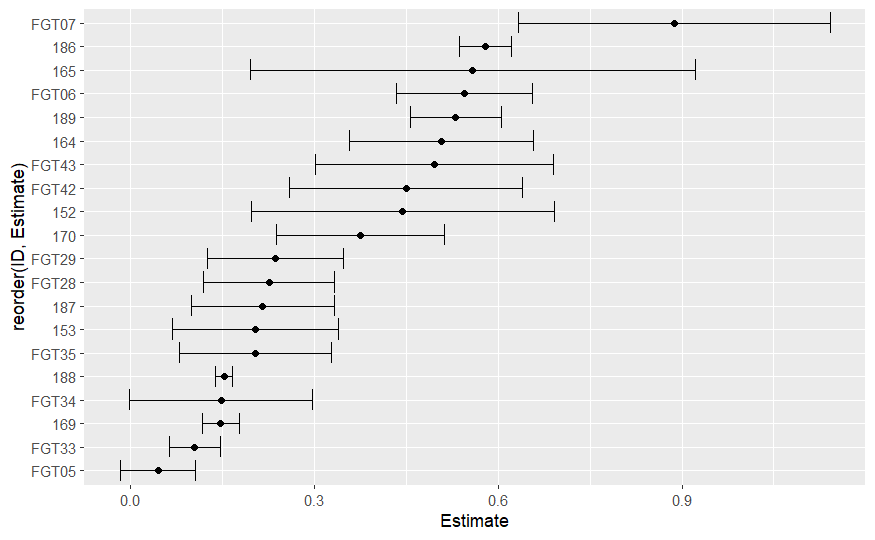 FGT07
186
165
FGT06
189
164
FGT43
FGT42
152
170
FGT29
FGT28
187
153
FGT35
188
FGT34
169
FGT33
FGT05
reorder(ID, Estimate)
0.0 0.3 0.6 0.9
Estimate